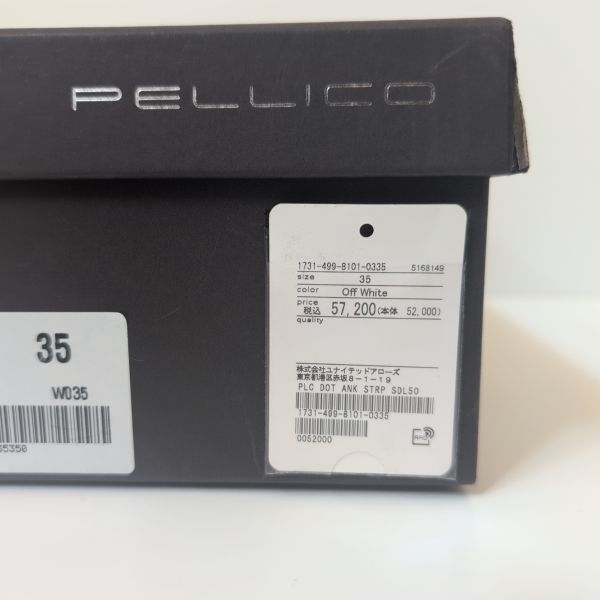 PELLICO
1731-499-8101-0335 5168149
size 35
color Off White
price
税込 57,200(本体 52,000)
quality
株式会社ユナイテッドアローズ
東京都港区赤坂8-1-19
PLC DOT ANK STRP SDL50
1731-499-8101-0335
0052000
RFID
35
W035
35350